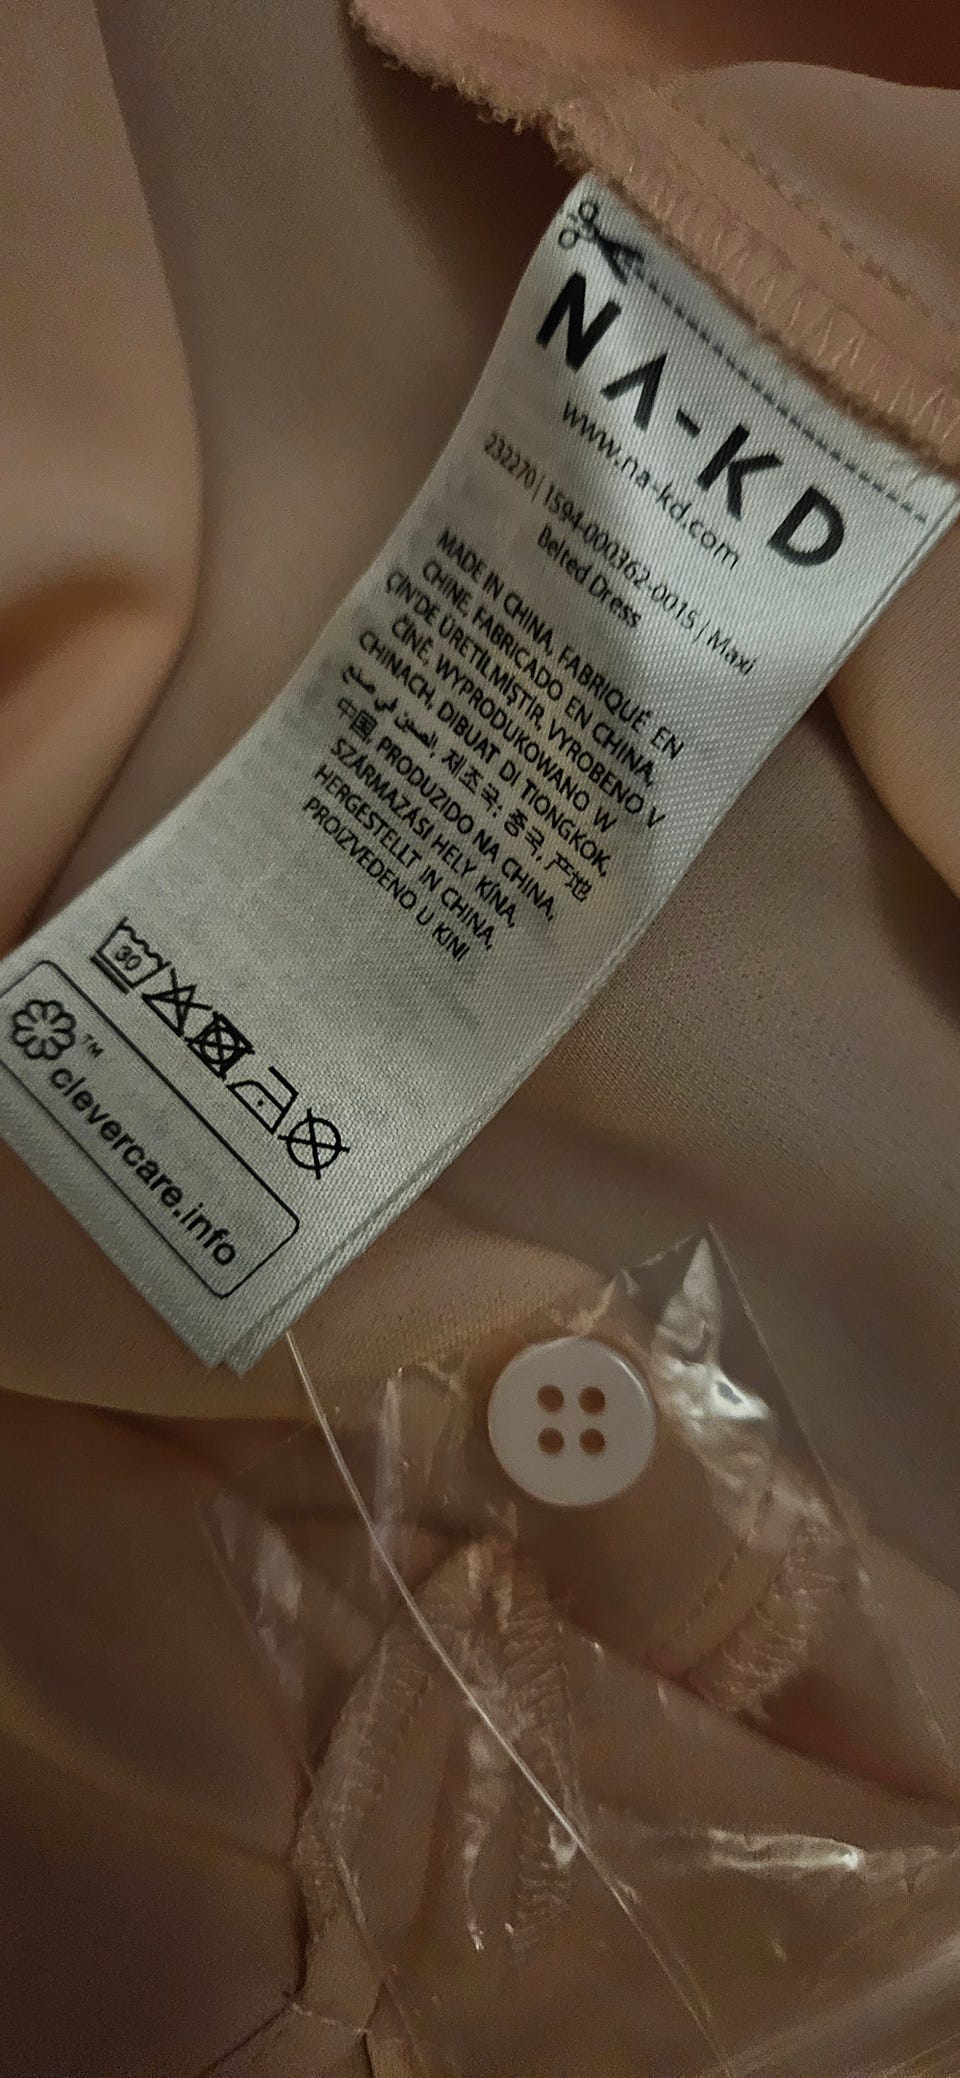 NA-KD
www.na-kd.com
232270 | 1594-000362-0015 | Maxi
Belted Dress
MADE IN CHINA, FABRIQUÉ EN
CHINE, FABRICADO EN CHINA,
ÇİN'DE ÜRETİLMİŞTİR, VYROBENO V
ČÍNĚ, WYPRODUKOWANO W
CHINACH, DIBUAT DI TIONGKOK,
صنع في الصين, 제조국: 중국, 产地
中国, PRODUZIDO NA CHINA,
SZÁRMAZÁSI HELY KÍNA,
HERGESTELLT IN CHINA,
PROIZVEDENO U KINI
30
™
clevercare.info